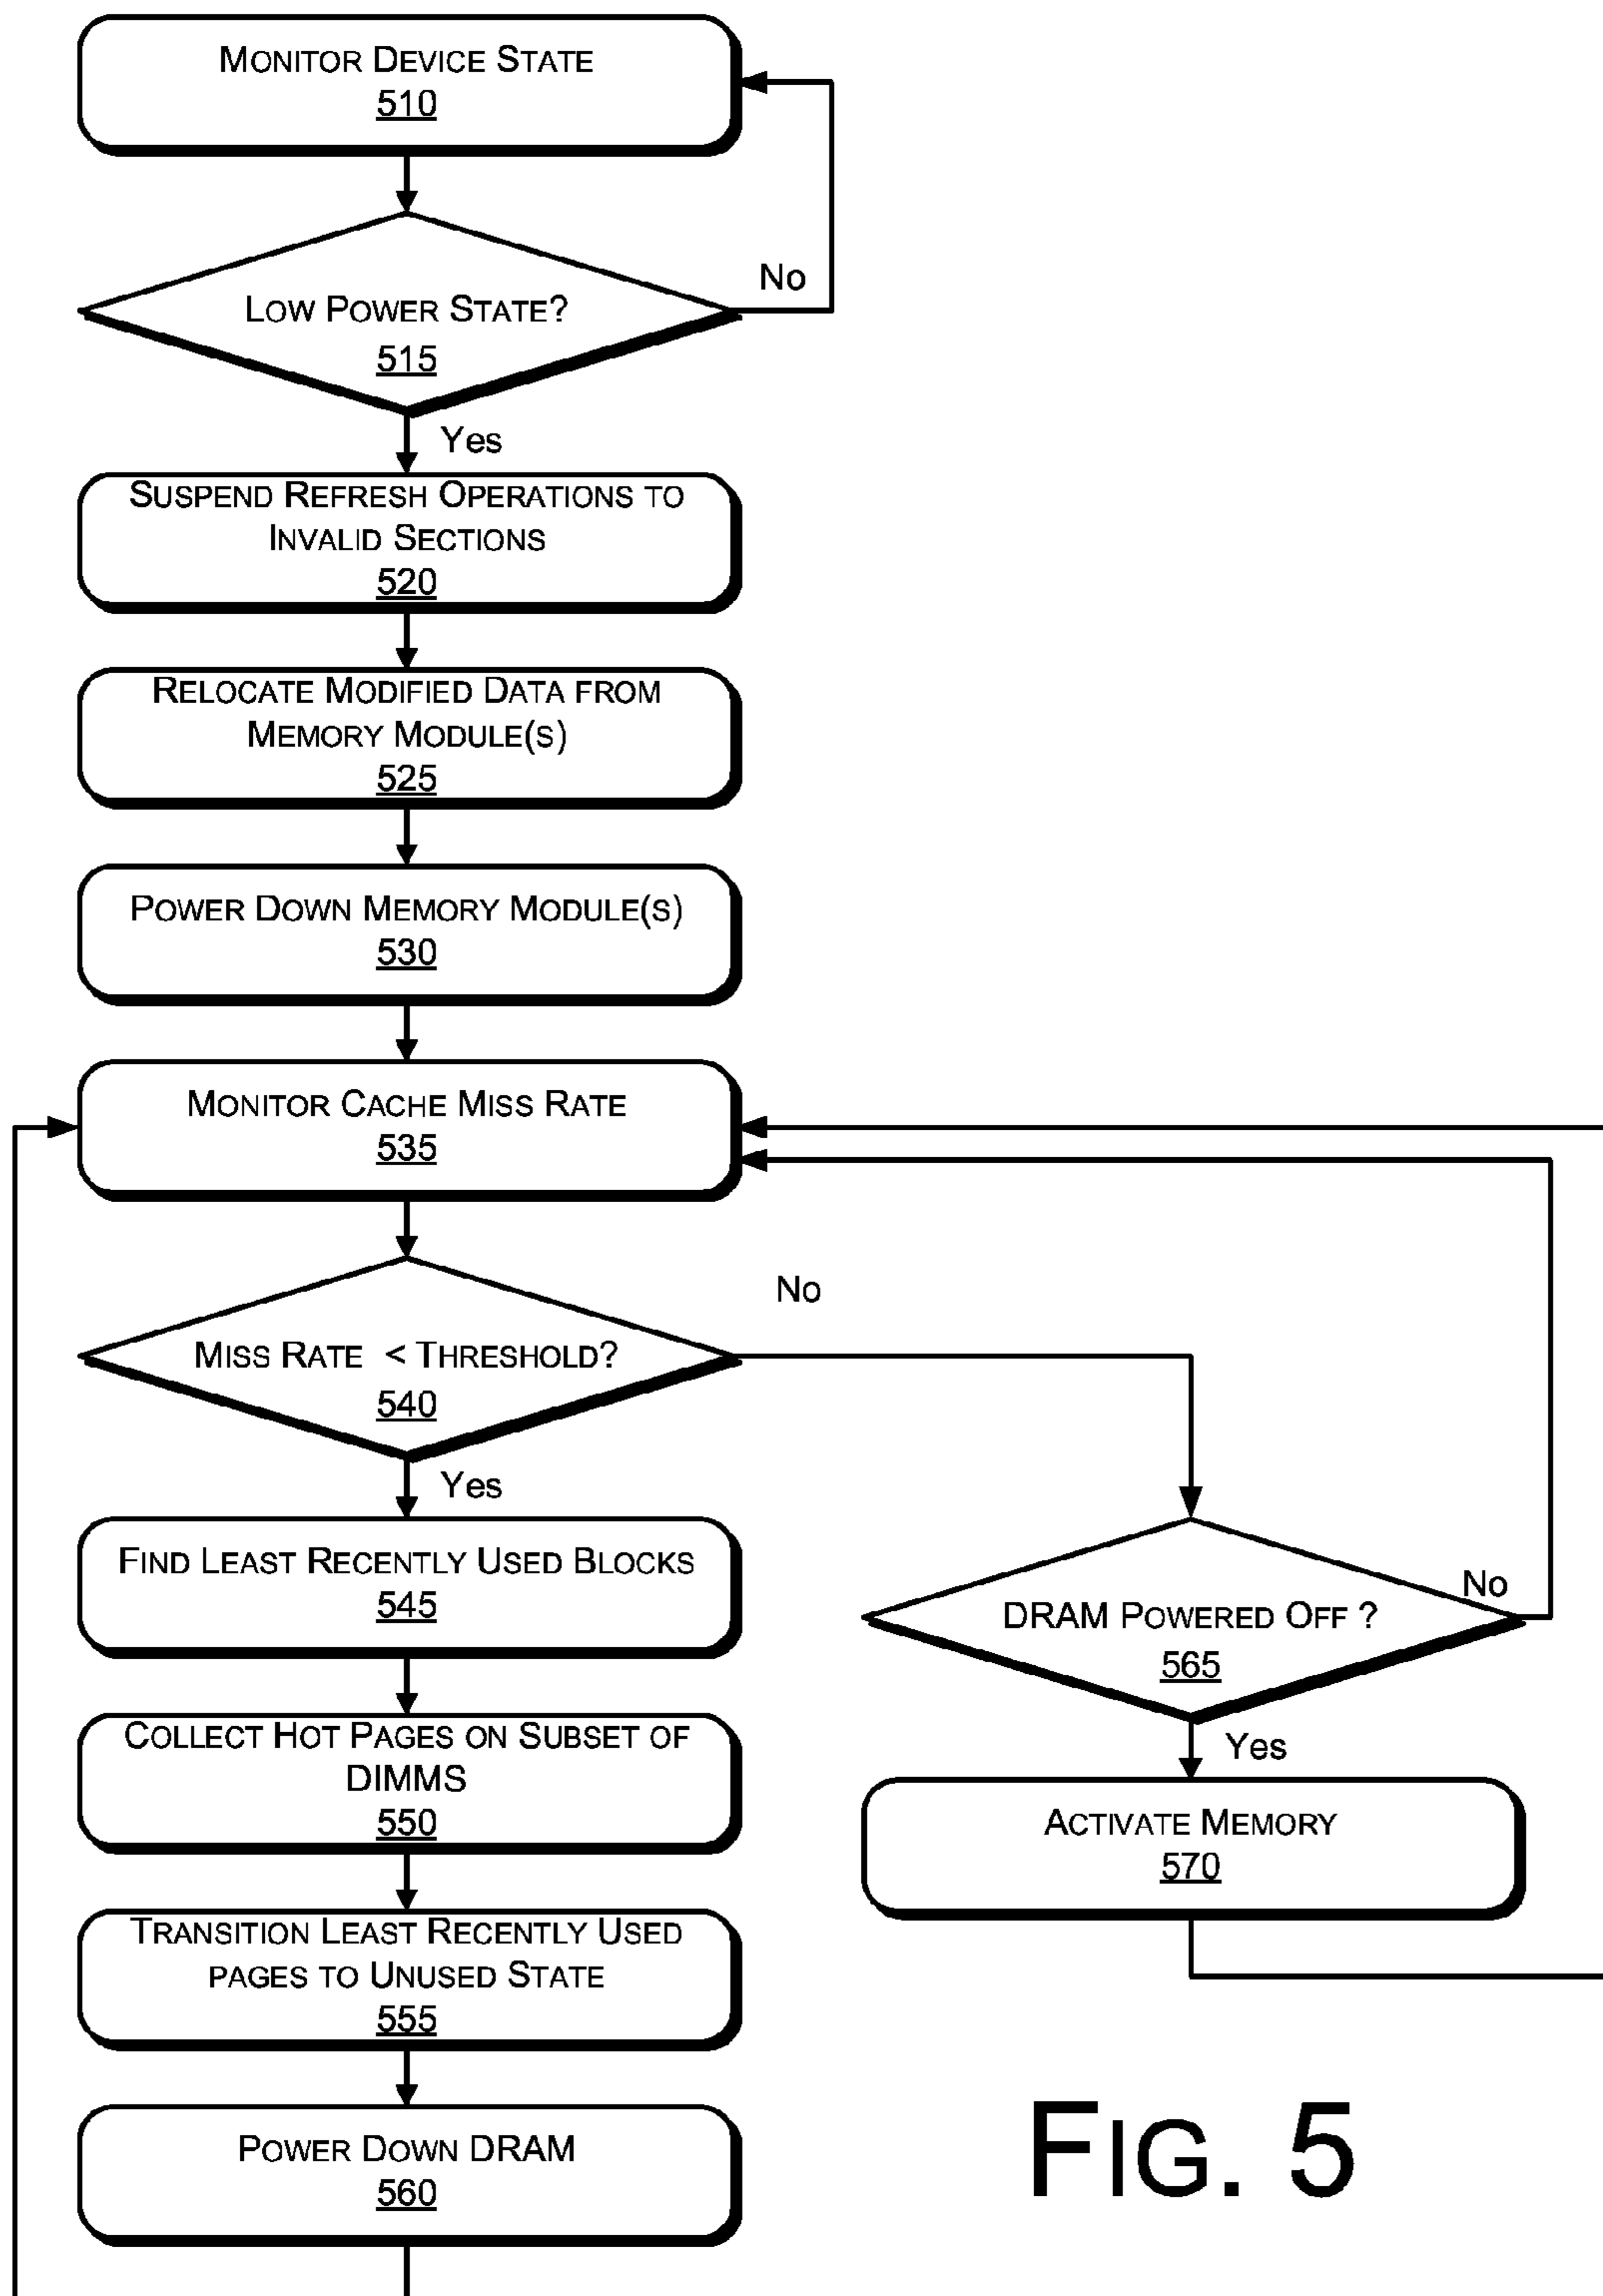 MONITOR DEVICE STATE
510
LOW POWER STATE?
515
No
Yes
SUSPEND REFRESH OPERATIONS TO
INVALID SECTIONS
520
RELOCATE MODIFIED DATA FROM
MEMORY MODULE(S)
525
POWER DOWN MEMORY MODULE(S)
530
MONITOR CACHE MISS RATE
535
MISS RATE < THRESHOLD?
540
No
Yes
FIND LEAST RECENTLY USED BLOCKS
545
COLLECT HOT PAGES ON SUBSET OF
DIMMS
550
TRANSITION LEAST RECENTLY USED
PAGES TO UNUSED STATE
555
POWER DOWN DRAM
560
DRAM POWERED OFF ?
565
No
Yes
ACTIVATE MEMORY
570
FIG. 5